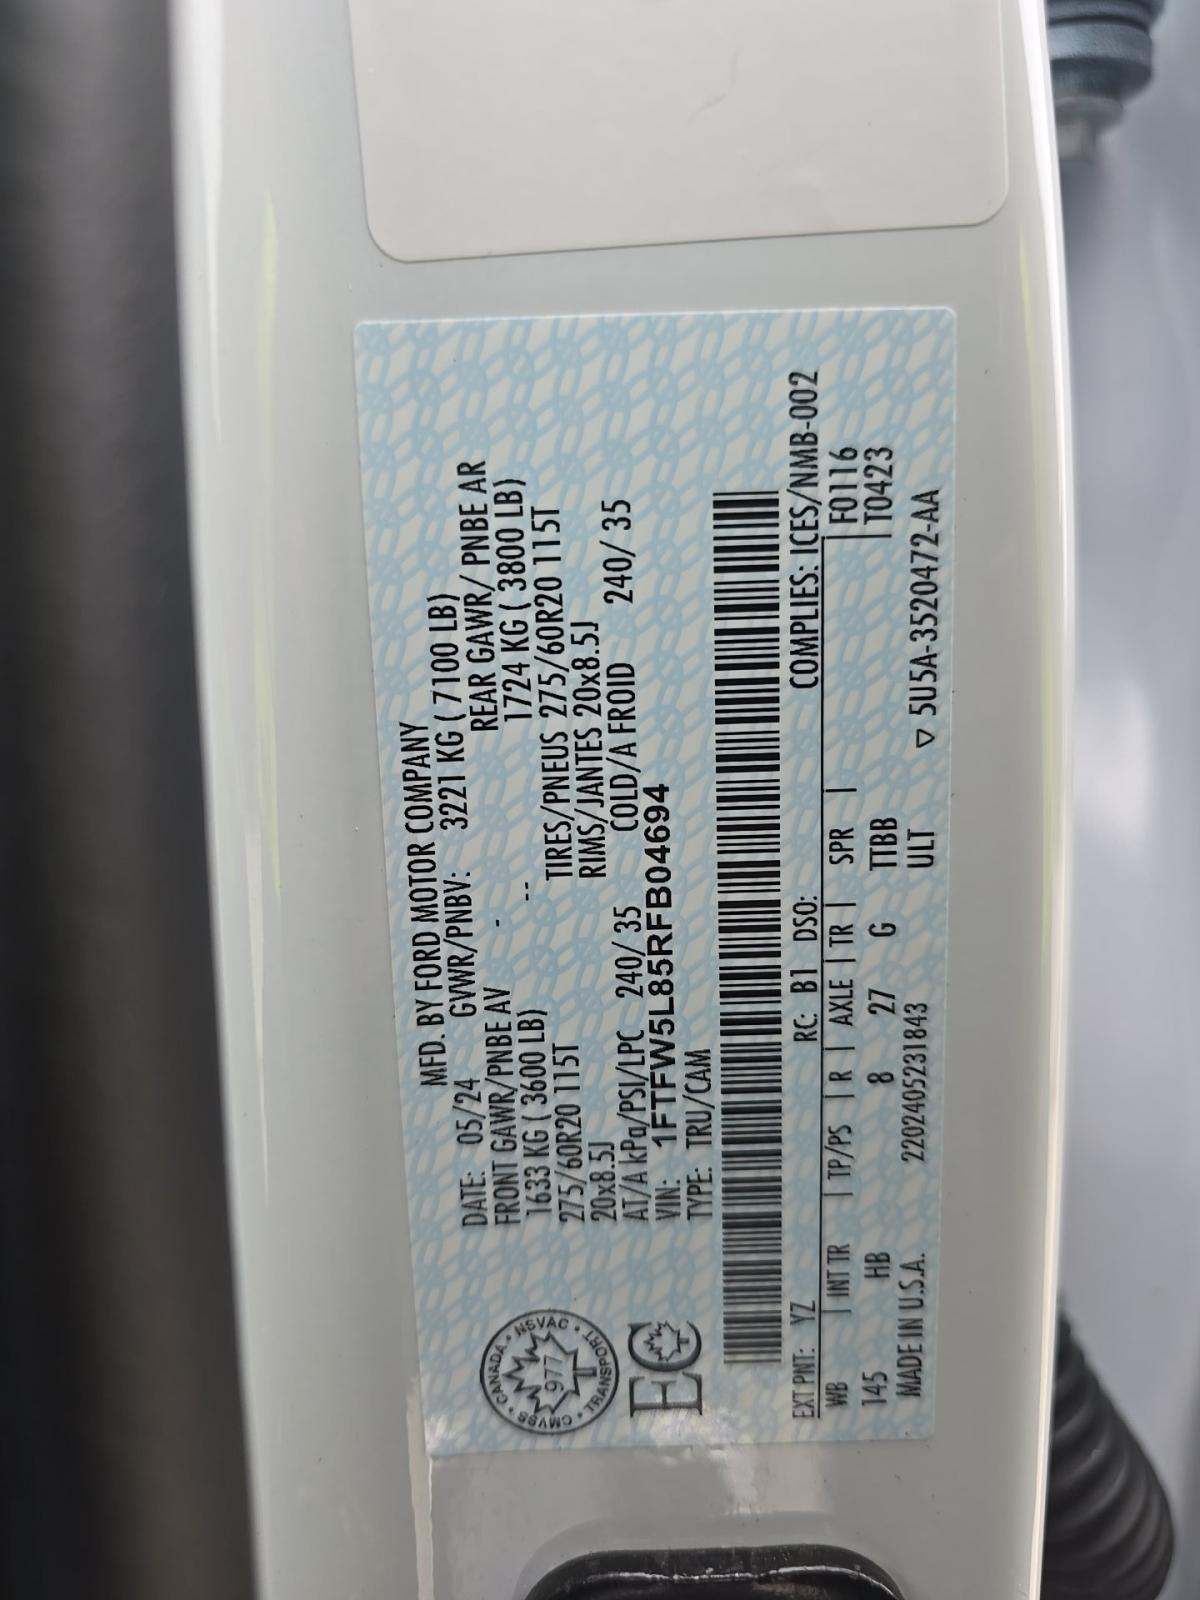 MFD. BY FORD MOTOR COMPANY
DATE: 05/24 GVWR/PNBV: 3221 KG ( 7100 LB)
FRONT GAWR/PNBE AV - REAR GAWR/ PNBE AR
1633 KG ( 3600 LB) -- 1724 KG ( 3800 LB)
275/60R20 115T TIRES/PNEUS 275/60R20 115T
20x8.5J RIMS/JANTES 20x8.5J
AT/A kPa/PSI/LPC 240/ 35 COLD/A FROID 240/ 35
VIN: 1FTFW5L85RFB04694
TYPE: TRU/CAM
CANADA • NSVAC • TRANSPORT • CMVSS •
977
EC
COMPLIES: ICES/NMB-002
EXT PNT: YZ RC: B1 DSO:
WB | INT TR | TP/PS | R | AXLE | TR | SPR | F0116
145 HB 8 27 G TTBB T0423
MADE IN U.S.A. 220240523​1843 ULT ▽ 5U5A-3520472-AA